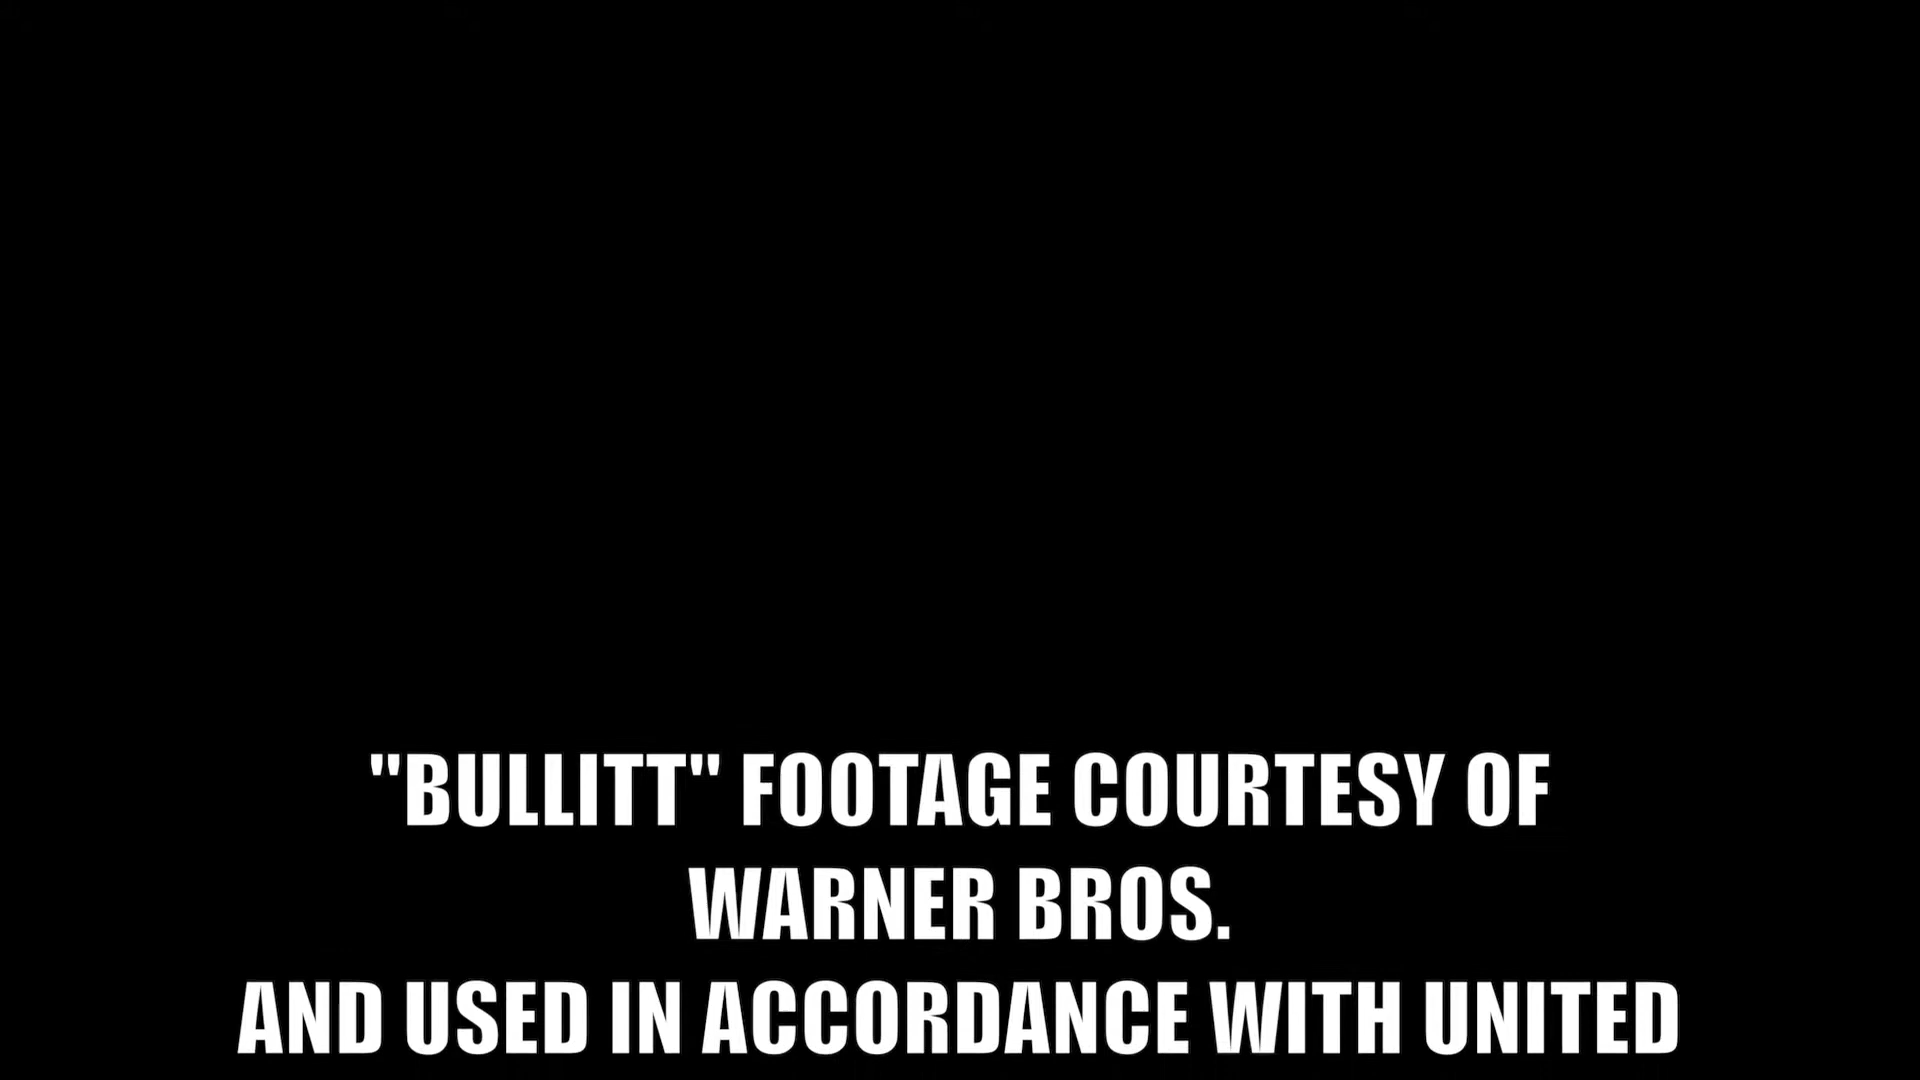 "BULLITT" FOOTAGE COURTESY OF
WARNER BROS.
AND USED IN ACCORDANCE WITH UNITED